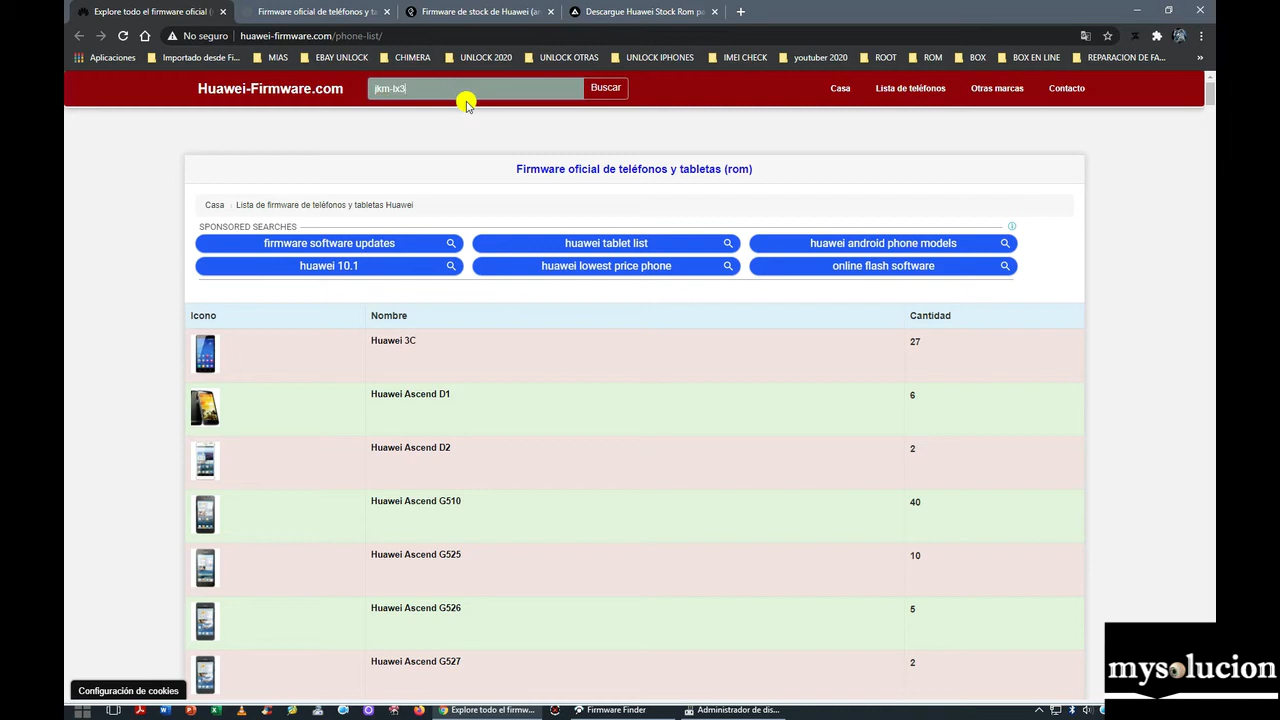 Explore todo el firmware oficial (
Firmware oficial de teléfonos y ta
Firmware de stock de Huawei (ar
Descargue Huawei Stock Rom pa
No seguro
huawei-firmware.com/phone-list/
Aplicaciones
Importado desde Fi...
MIAS
EBAY UNLOCK
CHIMERA
UNLOCK 2020
UNLOCK OTRAS
UNLOCK IPHONES
IMEI CHECK
youtuber 2020
ROOT
ROM
BOX
BOX EN LINE
REPARACION DE FA...
Huawei-Firmware.com
jkm-lx3
Buscar
Casa
Lista de teléfonos
Otras marcas
Contacto
Firmware oficial de teléfonos y tabletas (rom)
Casa
Lista de firmware de teléfonos y tabletas Huawei
SPONSORED SEARCHES
firmware software updates
huawei tablet list
huawei android phone models
huawei 10.1
huawei lowest price phone
online flash software
Icono Nombre Cantidad
Huawei 3C 27
Huawei Ascend D1 6
Huawei Ascend D2 2
Huawei Ascend G510 40
Huawei Ascend G525 10
Huawei Ascend G526 5
Huawei Ascend G527 2
Configuración de cookies
mysolucion
Explore todo el firmw...
Firmware Finder
Administrador de dis...